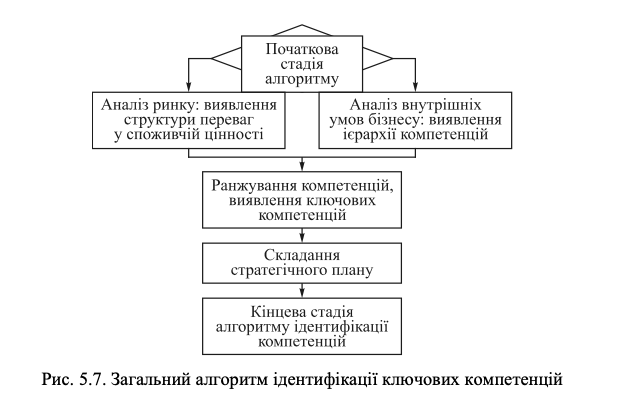 Початкова
стадія
алгоритму
Аналіз ринку: виявлення
структури переваг
у споживчій цінності
Аналіз внутрішніх
умов бізнесу: виявлення
ієрархії компетенцій
Ранжування компетенцій,
виявлення ключових
компетенцій
Складання
стратегічного плану
Кінцева стадія
алгоритму ідентифікації
компетенцій
Рис. 5.7. Загальний алгоритм ідентифікації ключових компетенцій